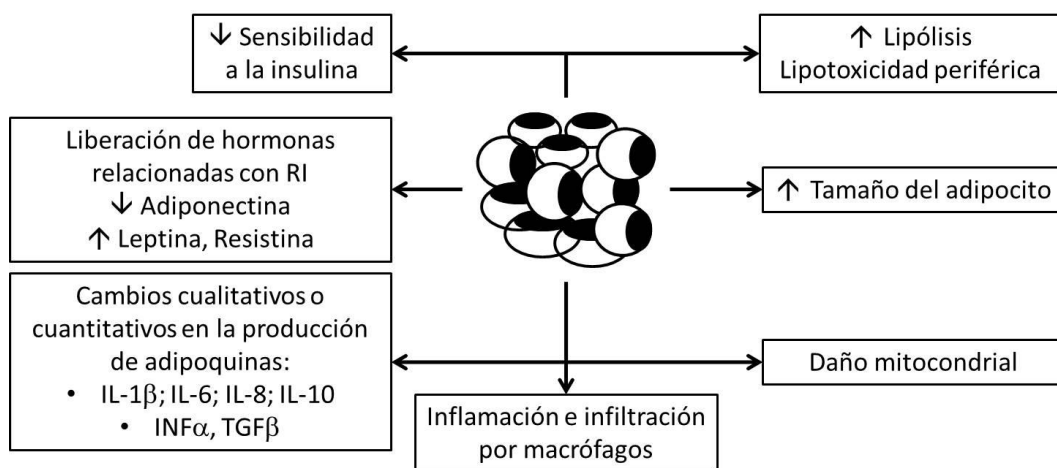 ↓ Sensibilidad
a la insulina
↑ Lipólisis
Lipotoxicidad periférica
Liberación de hormonas
relacionadas con RI
↓ Adiponectina
↑ Leptina, Resistina
↑ Tamaño del adipocito
Cambios cualitativos o
cuantitativos en la producción
de adipoquinas:
• IL-1β; IL-6; IL-8; IL-10
• INFα, TGFβ
Daño mitocondrial
Inflamación e infiltración
por macrófagos